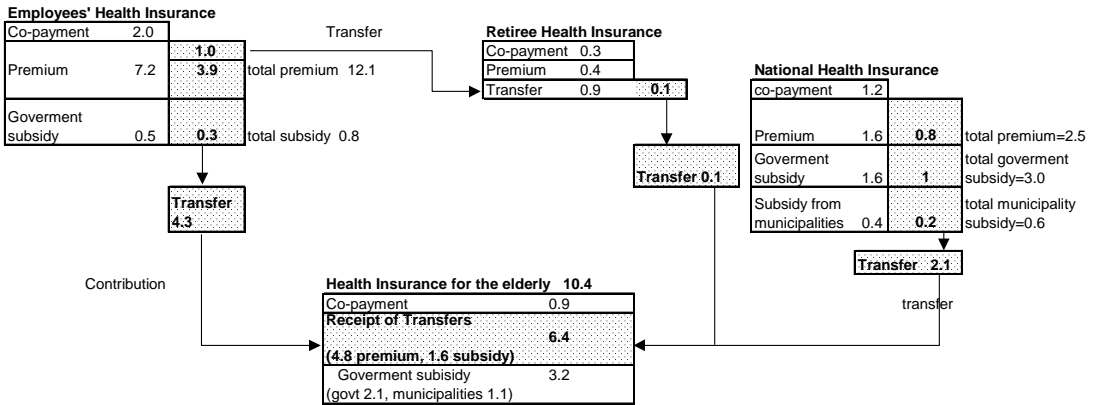 Employees' Health Insurance
Co-payment 2.0
1.0
Premium 7.2 3.9 total premium 12.1
Goverment
subsidy 0.5 0.3 total subsidy 0.8
Transfer
4.3
Transfer
Retiree Health Insurance
Co-payment 0.3
Premium 0.4
Transfer 0.9 0.1
Transfer 0.1
National Health Insurance
co-payment 1.2
Premium 1.6 0.8 total premium=2.5
Goverment total goverment
subsidy 1.6 1 subsidy=3.0
Subsidy from total municipality
municipalities 0.4 0.2 subsidy=0.6
Transfer 2.1
transfer
Contribution
Health Insurance for the elderly 10.4
Co-payment 0.9
Receipt of Transfers
6.4
(4.8 premium, 1.6 subsidy)
Goverment subisidy 3.2
(govt 2.1, municipalities 1.1)